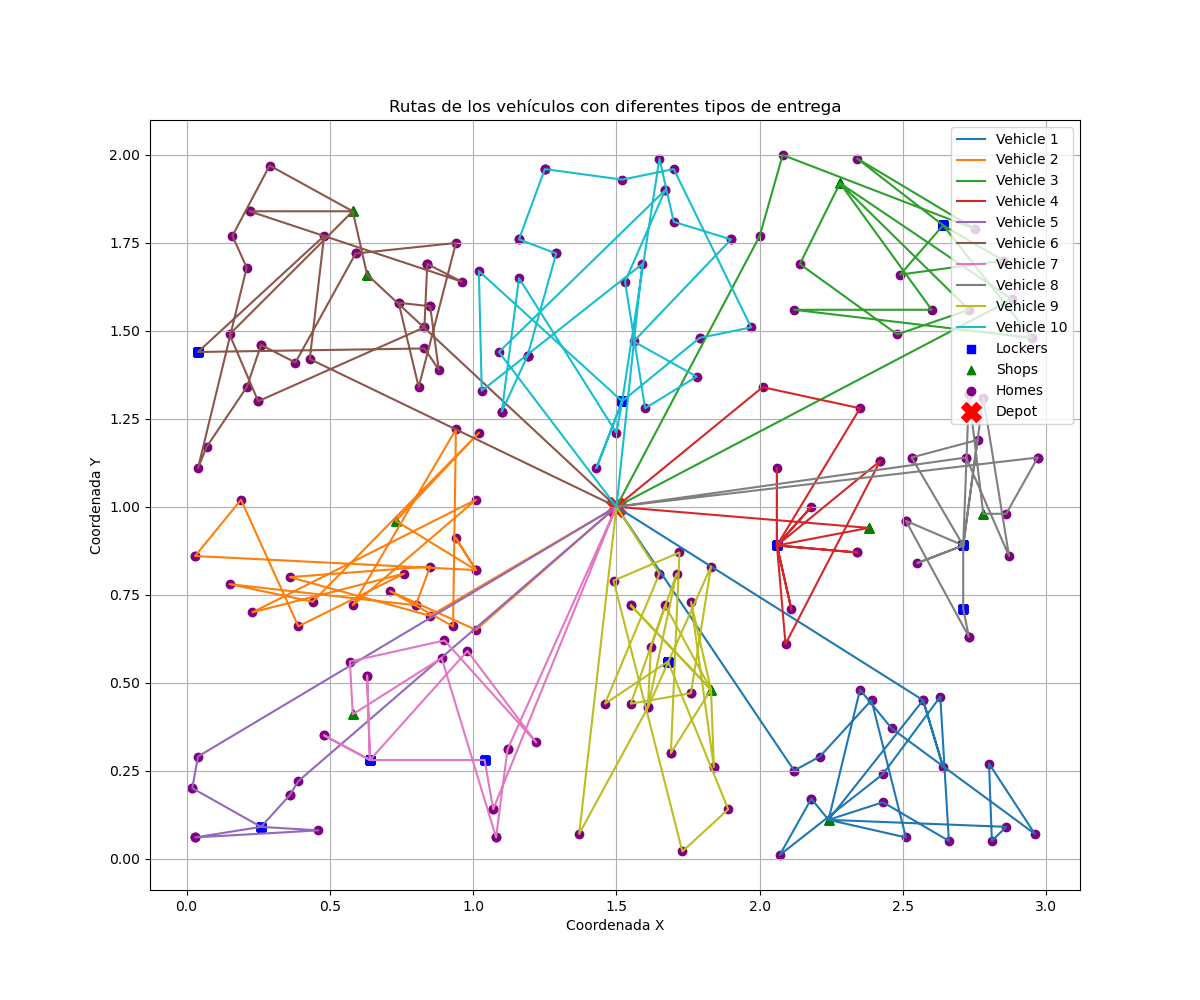 Rutas de los vehículos con diferentes tipos de entrega
Vehicle 1
Vehicle 2
Vehicle 3
Vehicle 4
Vehicle 5
Vehicle 6
Vehicle 7
Vehicle 8
Vehicle 9
Vehicle 10
Lockers
Shops
Homes
Depot
2.00
1.75
1.50
1.25
1.00
0.75
0.50
0.25
0.00
Coordenada Y
0.0 0.5 1.0 1.5 2.0 2.5 3.0
Coordenada X